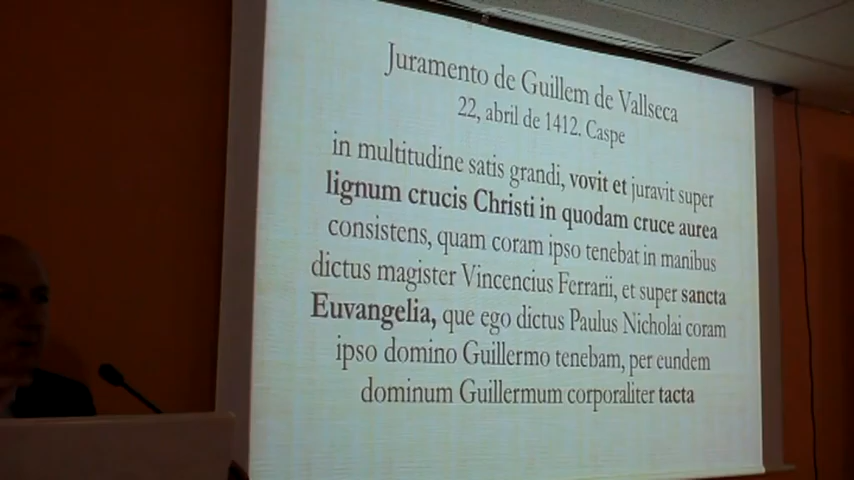 Juramento de Guillem de Vallseca
22, abril de 1412. Caspe
in multitudine satis grandi, vovit et juravit super
lignum crucis Christi in quodam cruce aurea
consistens, quam coram ipso tenebat in manibus
dictus magister Vincencius Ferrarii, et super sancta
Euvangelia, que ego dictus Paulus Nicholai coram
ipso domino Guillermo tenebam, per eundem
dominum Guillermum corporaliter tacta